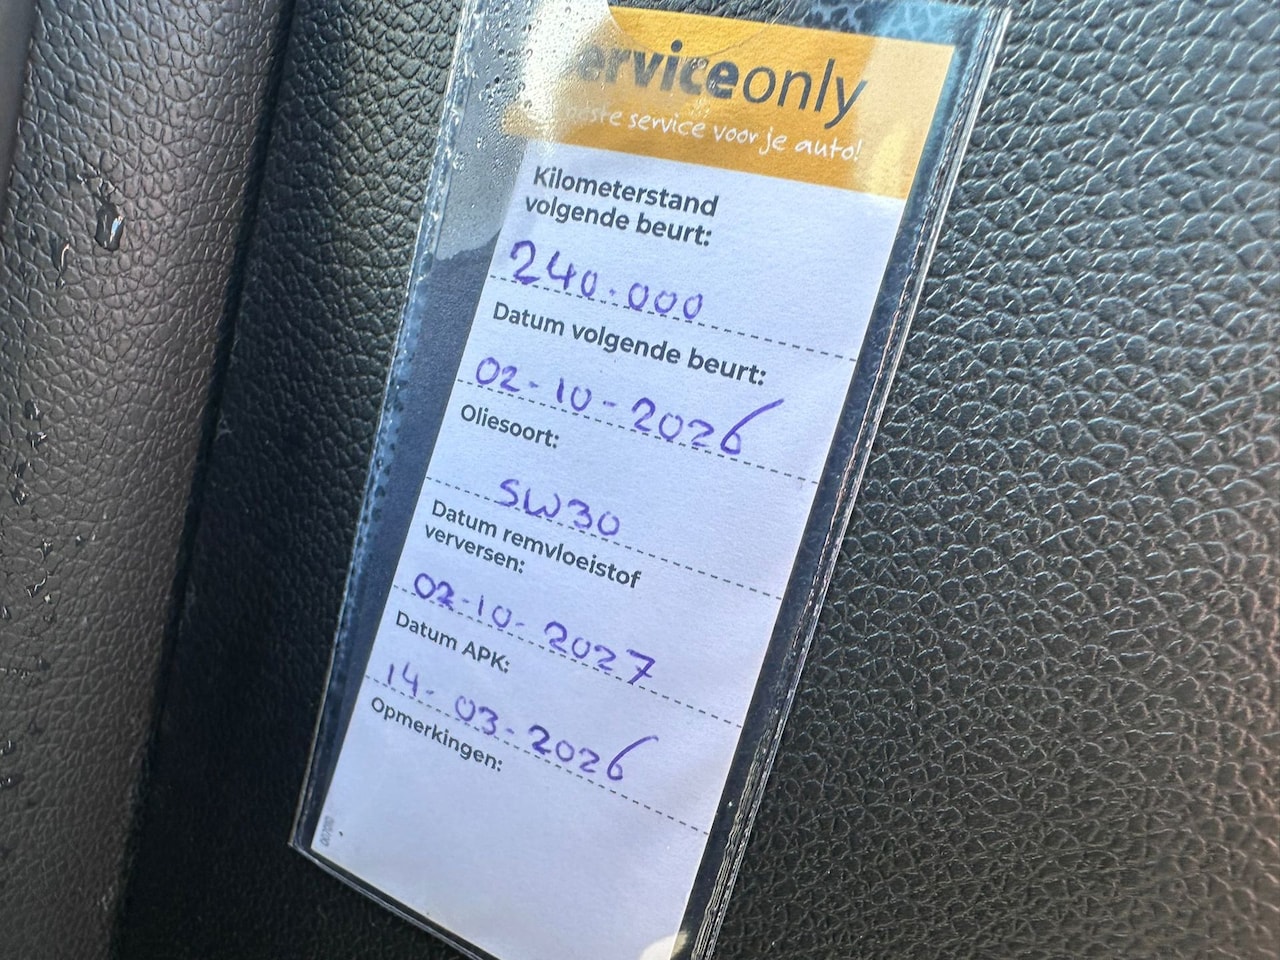 serviceonly
service voor je auto!
Kilometerstand
volgende beurt:
240.000
Datum volgende beurt:
02-10-2026
Oliesoort:
5W30
Datum remvloeistof
verversen:
02-10-2027
Datum APK:
14-03-2026
Opmerkingen: